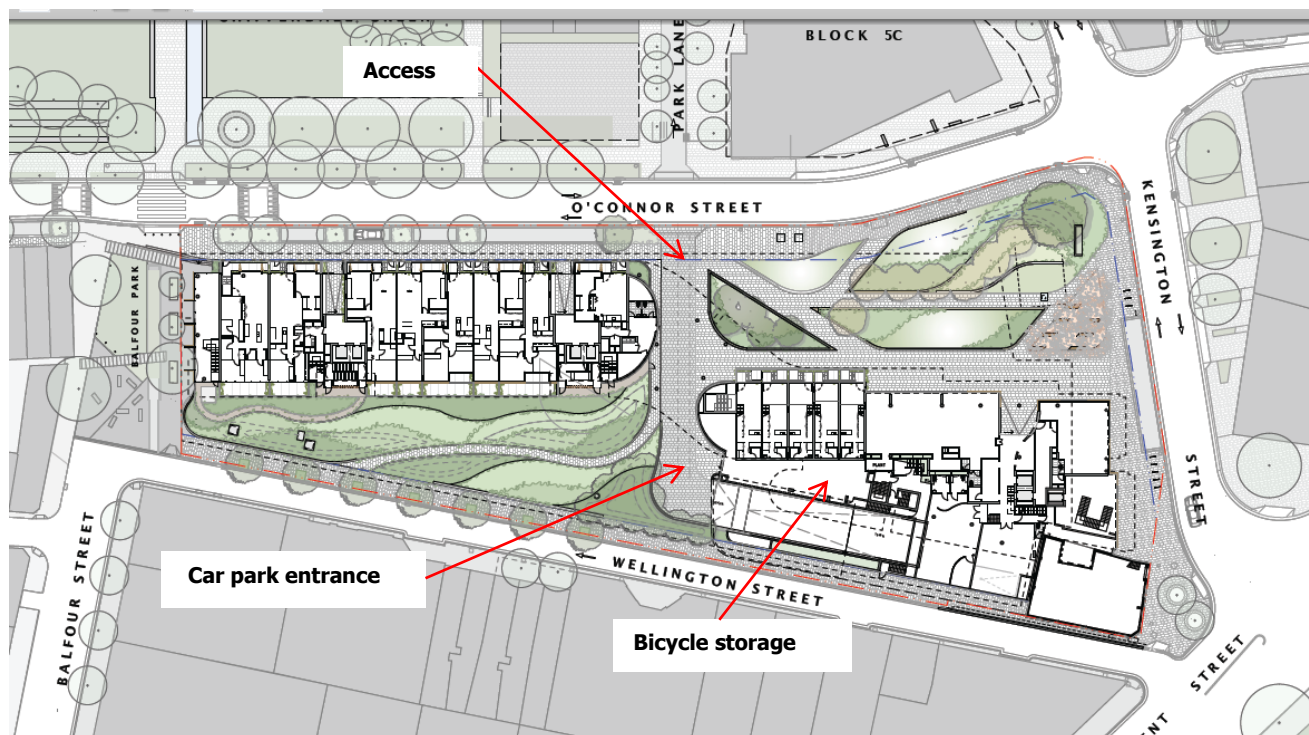 BLOCK 5C
Access
PARK LANE
O'CONNOR STREET
KENSINGTON
STREET
BALFOUR PARK
PLANT
Car park entrance
WELLINGTON STREET
BALFOUR STREET
Bicycle storage
STREET